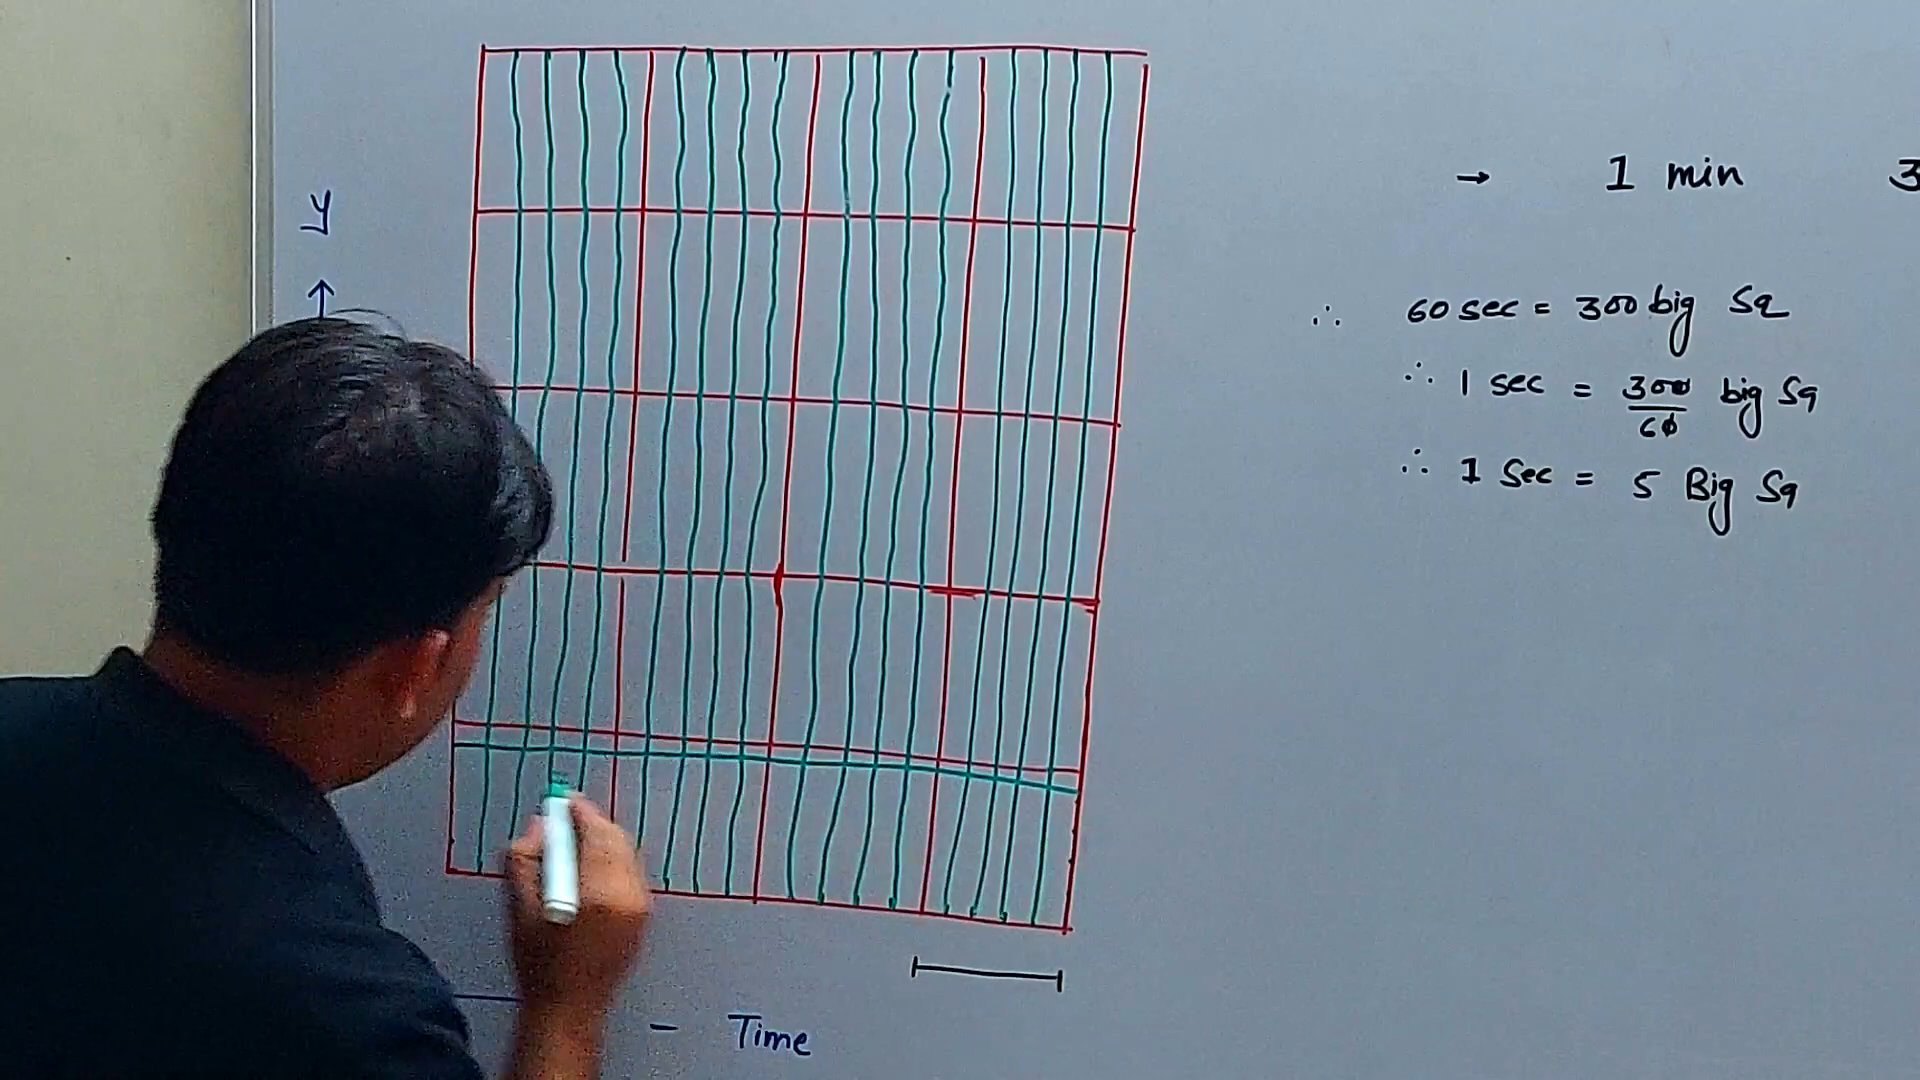 y
→ 1 min 3
∴ 60 sec = 300 big Sq
∴ 1 sec = 300/60 big Sq
∴ 1 Sec = 5 Big Sq
- Time